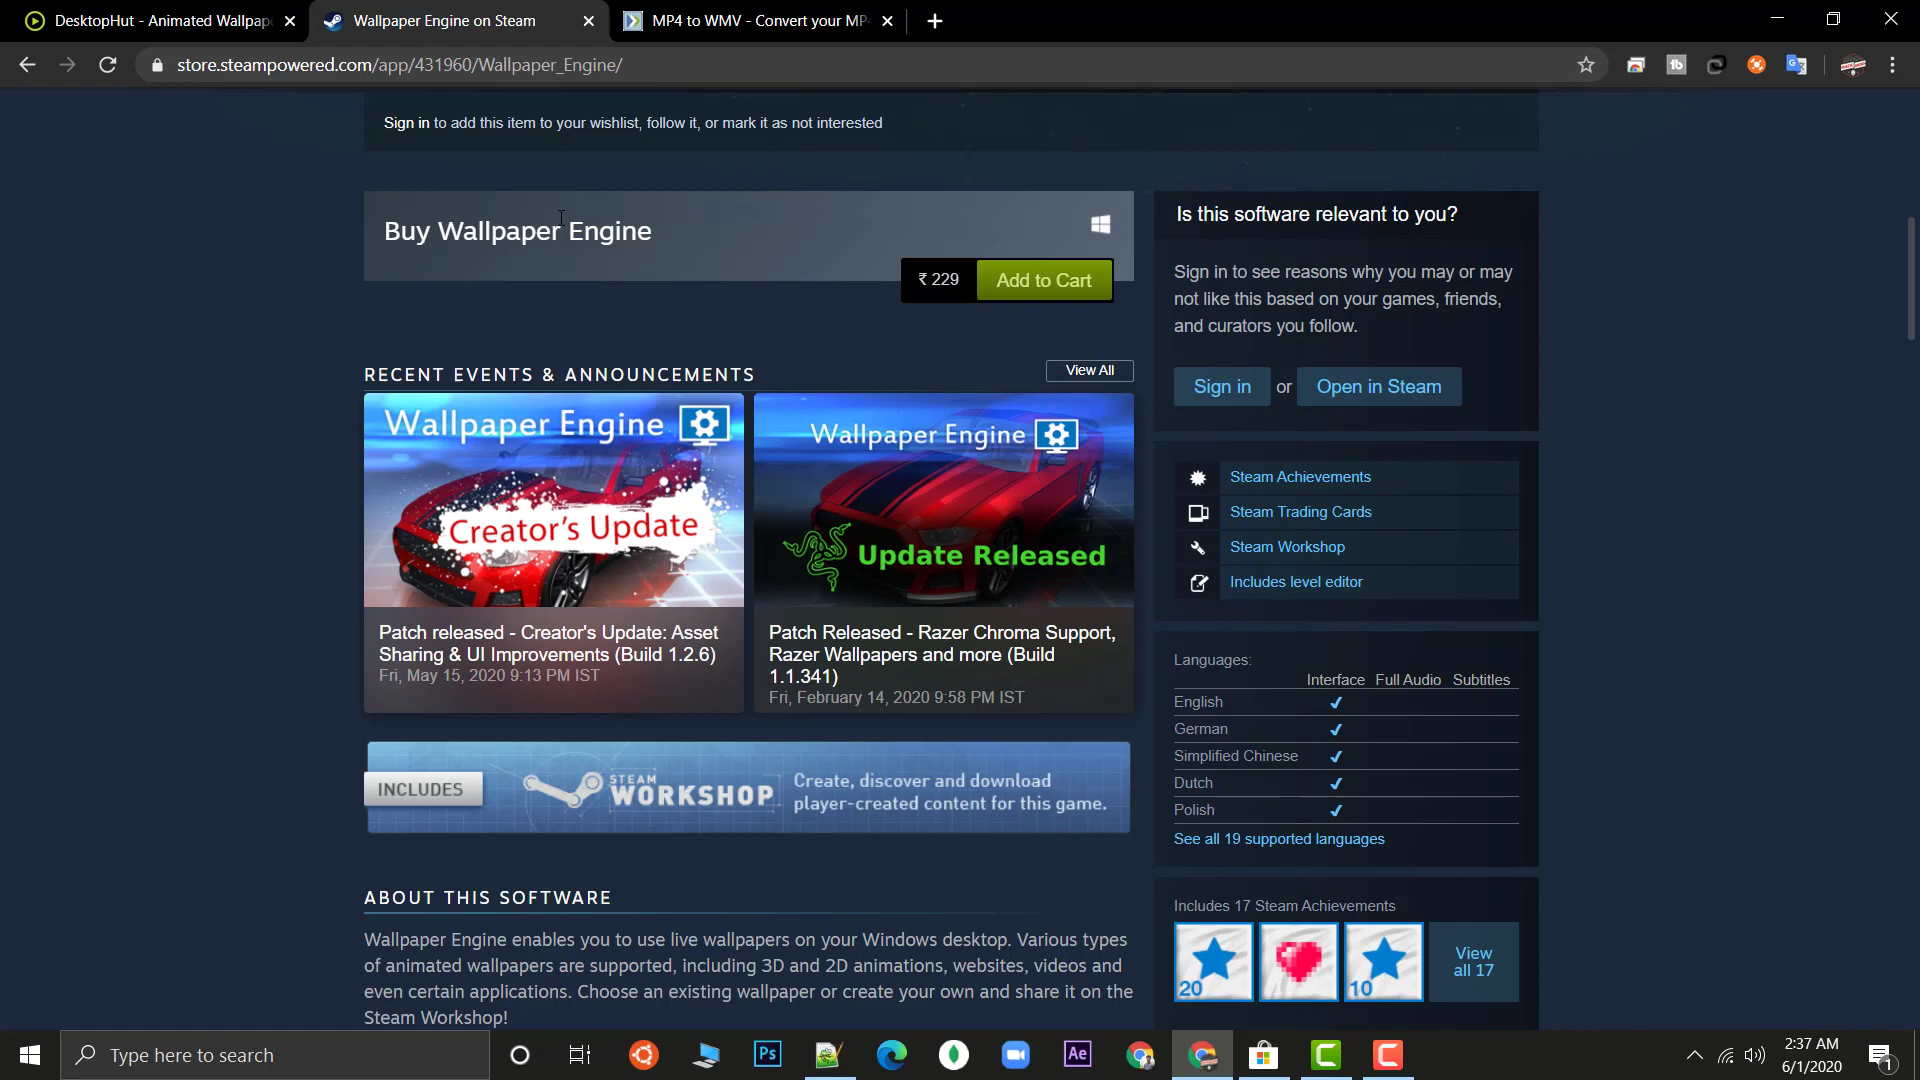 DesktopHut - Animated Wallpap
Wallpaper Engine on Steam
MP4 to WMV - Convert your MP
store.steampowered.com/app/431960/Wallpaper_Engine/
Sign in to add this item to your wishlist, follow it, or mark it as not interested
Buy Wallpaper Engine
₹ 229
Add to Cart
RECENT EVENTS & ANNOUNCEMENTS
View All
Wallpaper Engine
Creator's Update
Patch released - Creator's Update: Asset
Sharing & UI Improvements (Build 1.2.6)
Fri, May 15, 2020 9:13 PM IST
Wallpaper Engine
Update Released
Patch Released - Razer Chroma Support,
Razer Wallpapers and more (Build
1.1.341)
Fri, February 14, 2020 9:58 PM IST
INCLUDES
STEAM
WORKSHOP
Create, discover and download
player-created content for this game.
ABOUT THIS SOFTWARE
Wallpaper Engine enables you to use live wallpapers on your Windows desktop. Various types
of animated wallpapers are supported, including 3D and 2D animations, websites, videos and
even certain applications. Choose an existing wallpaper or create your own and share it on the
Steam Workshop!
Is this software relevant to you?
Sign in to see reasons why you may or may
not like this based on your games, friends,
and curators you follow.
Sign in or Open in Steam
Steam Achievements
Steam Trading Cards
Steam Workshop
Includes level editor
Languages:
Interface Full Audio Subtitles
English
German
Simplified Chinese
Dutch
Polish
See all 19 supported languages
Includes 17 Steam Achievements
20
10
View
all 17
Type here to search
Ps
Ae
2:37 AM
6/1/2020
1